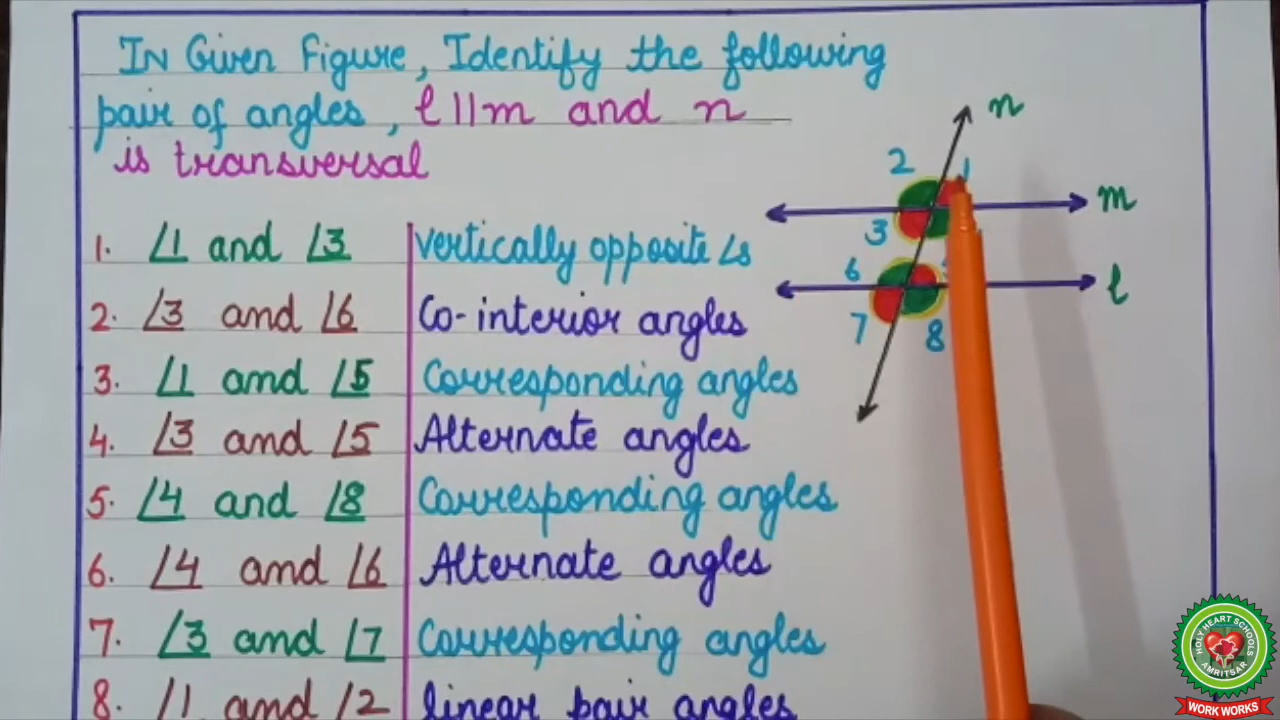 In Given Figure, Identify the following
pair of angles, l||m and n
is transversal
1. ∠1 and ∠3 Vertically opposite ∠s
2. ∠3 and ∠6 Co-interior angles
3. ∠1 and ∠5 Corresponding angles
4. ∠3 and ∠5 Alternate angles
5. ∠4 and ∠8 Corresponding angles
6. ∠4 and ∠6 Alternate angles
7. ∠3 and ∠7 Corresponding angles
8. ∠1 and ∠2 linear pair angles
n
2 1
m
3
6
l
7 8
HOLY HEART SCHOOLS
AMRITSAR
WORK WORKS